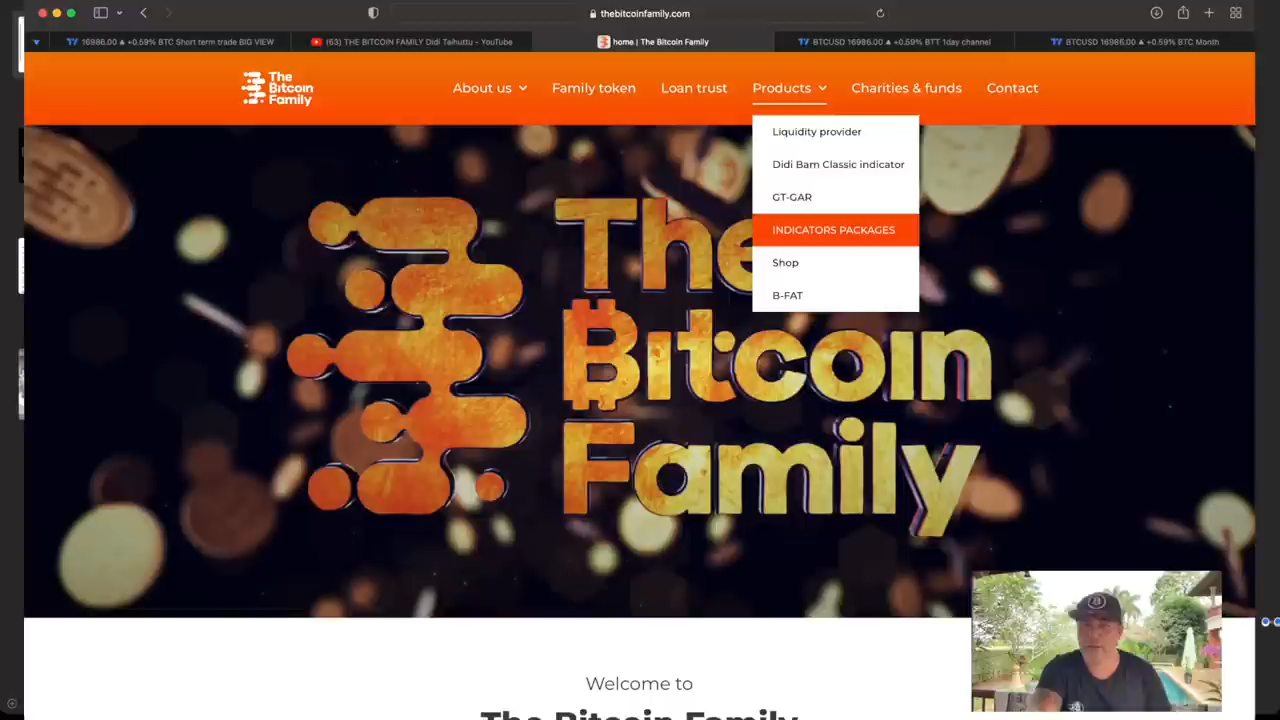 thebitcoinfamily.com
16986.00 ▲ +0.59% BTC Short term trade BIG VIEW
(63) THE BITCOIN FAMILY Didi Taihuttu - YouTube
home | The Bitcoin Family
BTCUSD 16986.00 ▲ +0.59% BTT 1day channel
BTCUSD 16986.00 ▲ +0.59% BTC Month
The
Bitcoin
Family
About us
Family token
Loan trust
Products
Charities & funds
Contact
Liquidity provider
Didi Bam Classic indicator
GT-GAR
INDICATORS PACKAGES
Shop
B-FAT
The
Bitcoin
Family
Welcome to
The Bitcoin Family